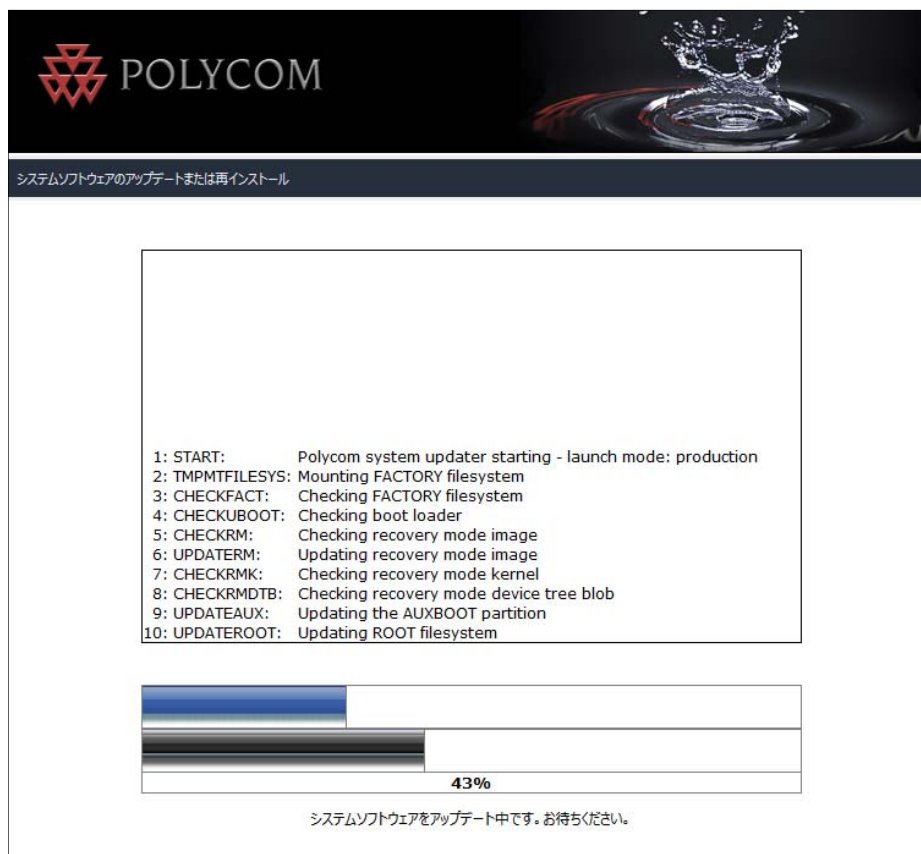 POLYCOM
システムソフトウェアのアップデートまたは再インストール
1: START: Polycom system updater starting - launch mode: production
2: TMPMTFILESYS: Mounting FACTORY filesystem
3: CHECKFACT: Checking FACTORY filesystem
4: CHECKUBOOT: Checking boot loader
5: CHECKRM: Checking recovery mode image
6: UPDATERM: Updating recovery mode image
7: CHECKRMK: Checking recovery mode kernel
8: CHECKRMDTB: Checking recovery mode device tree blob
9: UPDATEAUX: Updating the AUXBOOT partition
10: UPDATEROOT: Updating ROOT filesystem
43%
システムソフトウェアをアップデート中です。お待ちください。